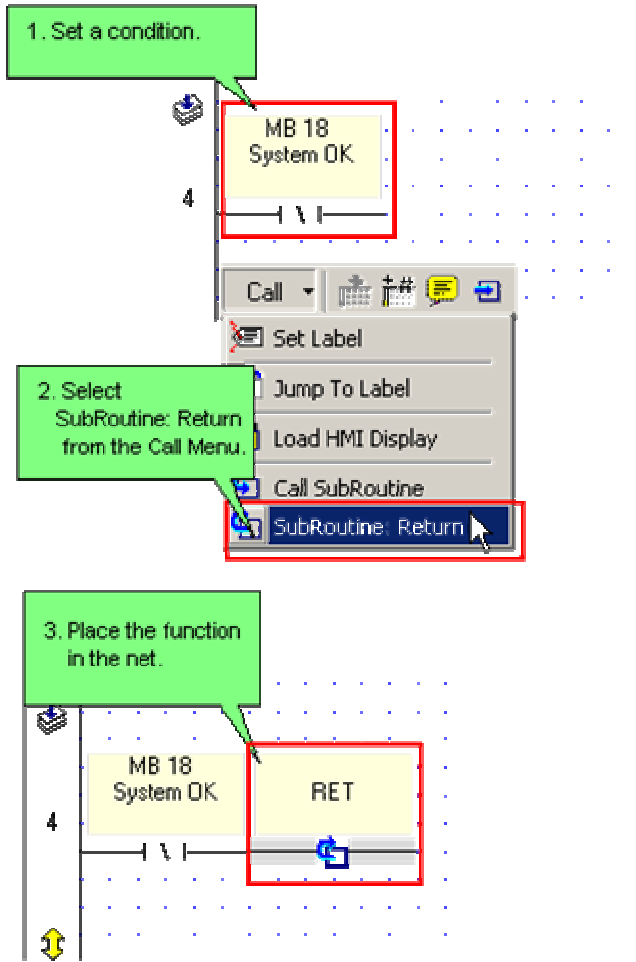 1. Set a condition.
MB 18
System OK
4
Call
Set Label
2. Select
SubRoutine: Return
from the Call Menu.
Jump To Label
Load HMI Display
Call SubRoutine
SubRoutine: Return
3. Place the function
in the net.
MB 18
System OK
RET
4